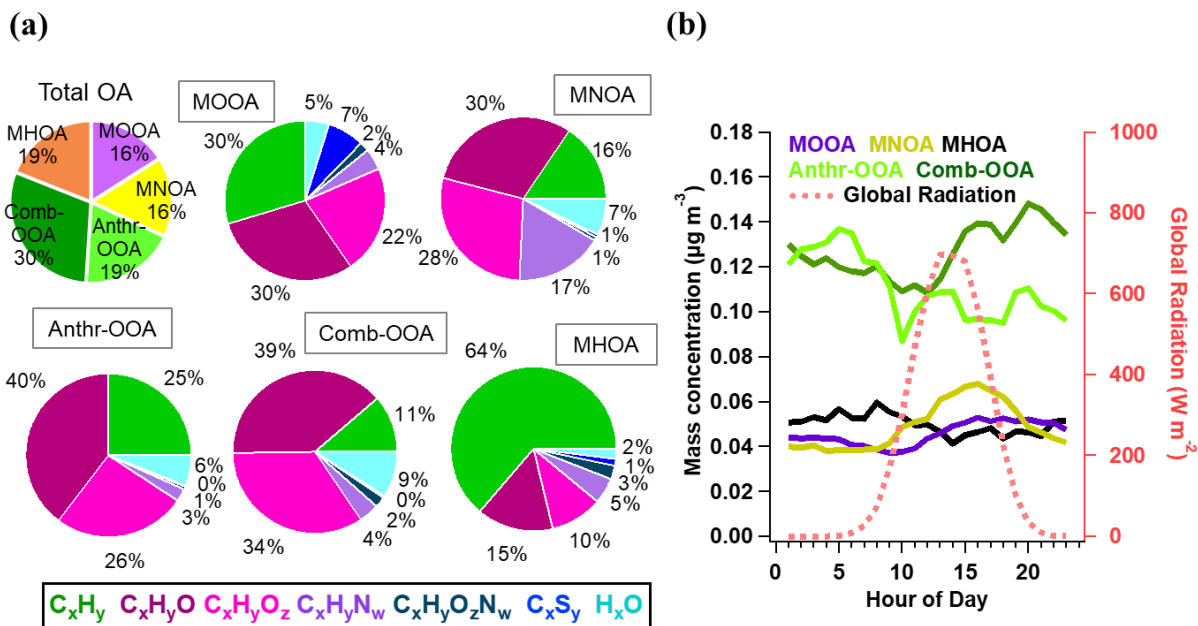 (a)
Total OA
MHOA
19%
MOOA
16%
MNOA
16%
Comb-
OOA
30%
Anthr-
OOA
19%
MOOA
5%
7%
2%
4%
30%
22%
30%
MNOA
30%
16%
7%
1%
1%
28%
17%
Anthr-OOA
40%
25%
6%
0%
1%
3%
26%
Comb-OOA
39%
11%
9%
0%
2%
4%
34%
MHOA
64%
2%
1%
3%
5%
15%
10%
CxHy CxHyO CxHyOz CxHyNw CxHyOzNw CxSy HxO
(b)
MOOA MNOA MHOA
Anthr-OOA Comb-OOA
Global Radiation
Mass concentration (µg m⁻³)
0.18
0.16
0.14
0.12
0.10
0.08
0.06
0.04
0.02
0.00
1000
800
600
400
200
0
Global Radiation (W m⁻²)
0 5 10 15 20
Hour of Day